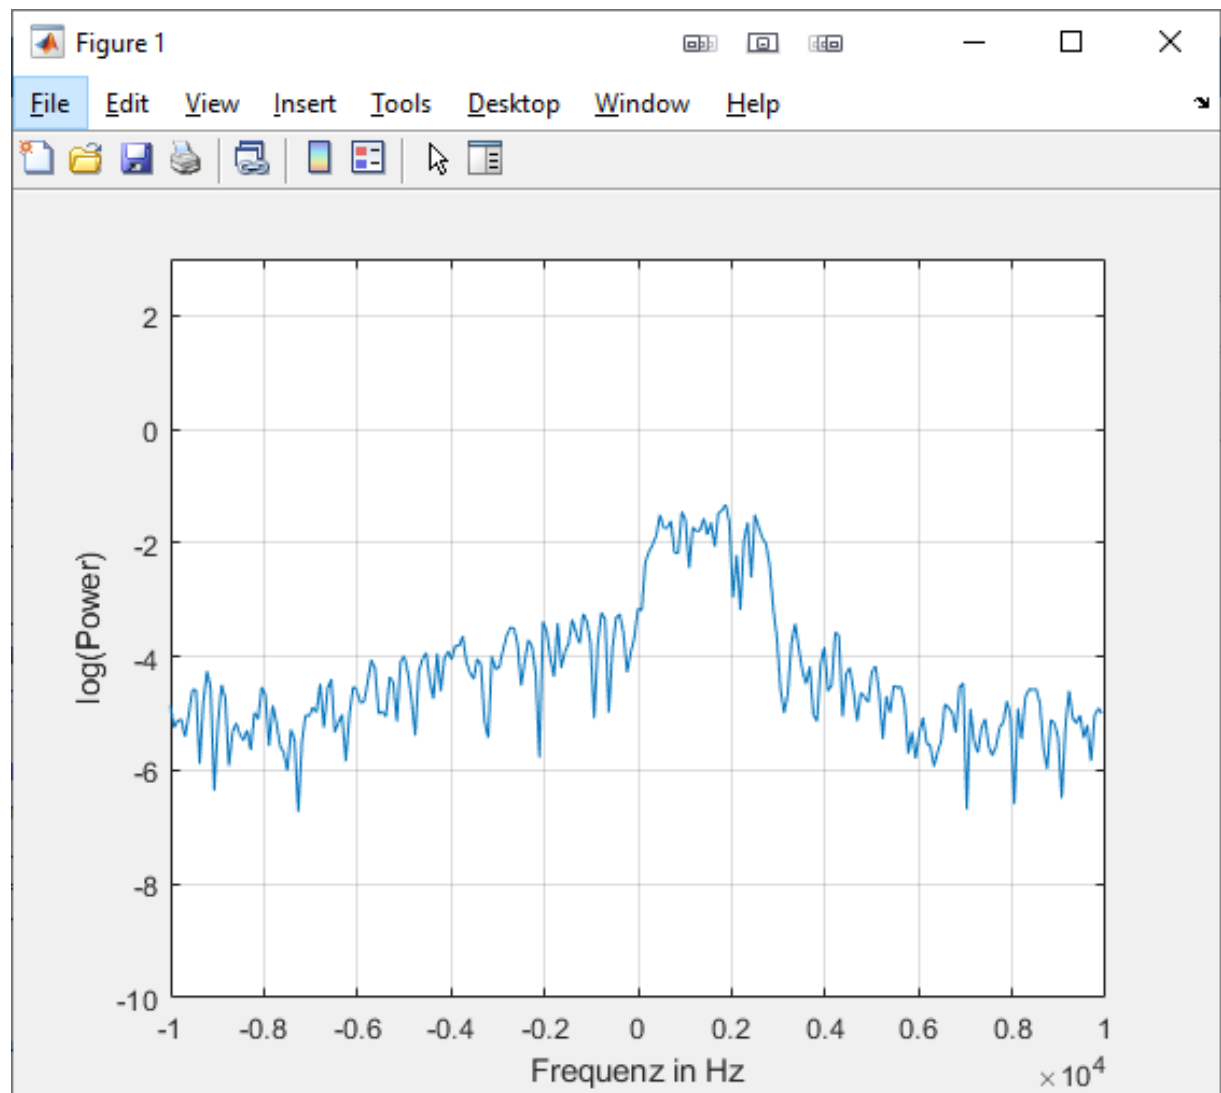 Figure 1
File Edit View Insert Tools Desktop Window Help
2
0
-2
-4
-6
-8
-10
log(Power)
-1 -0.8 -0.6 -0.4 -0.2 0 0.2 0.4 0.6 0.8 1
Frequenz in Hz
×10⁴